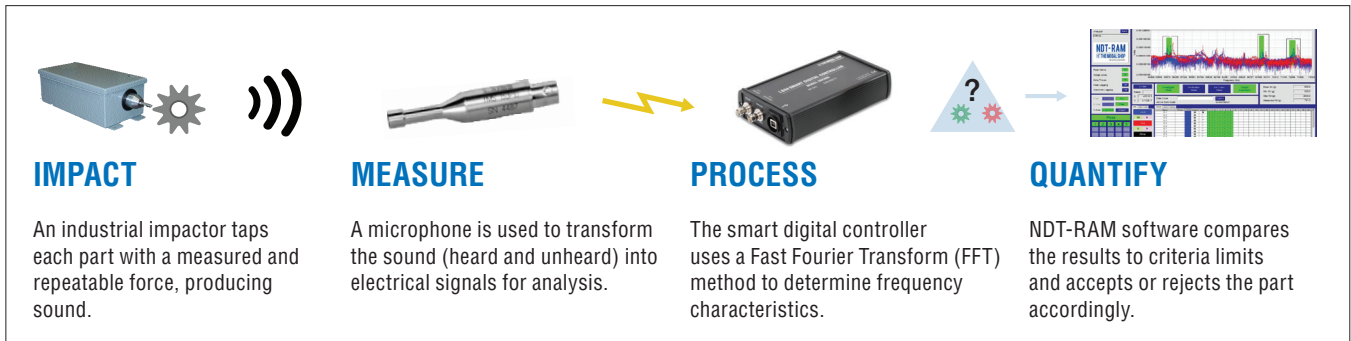 IMPACT
An industrial impactor taps
each part with a measured and
repeatable force, producing
sound.
MEASURE
A microphone is used to transform
the sound (heard and unheard) into
electrical signals for analysis.
?
PROCESS
The smart digital controller
uses a Fast Fourier Transform (FFT)
method to determine frequency
characteristics.
NDT-RAM
QUANTIFY
NDT-RAM software compares
the results to criteria limits
and accepts or rejects the part
accordingly.